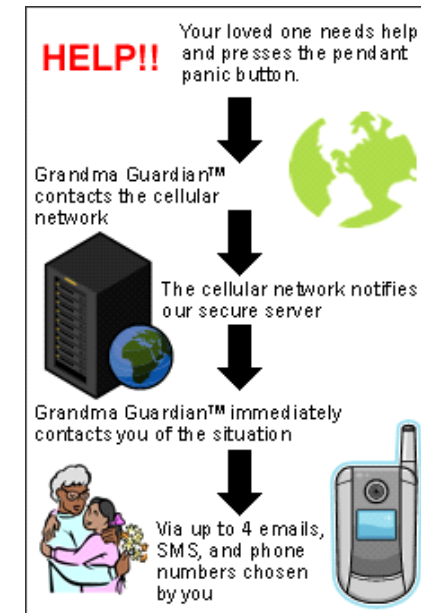 HELP!!
Your loved one needs help
and presses the pendant
panic button.
Grandma Guardian™
contacts the cellular
network
The cellular network notifies
our secure server
Grandma Guardian™ immediately
contacts you of the situation
Via up to 4 emails,
SMS, and phone
numbers chosen
by you